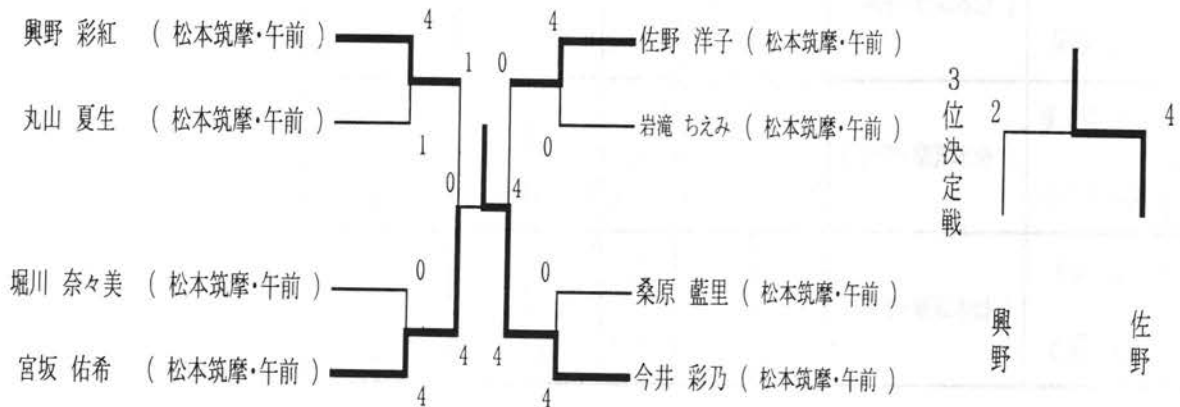 興野 彩紅 ( 松本筑摩・午前 )
4
丸山 夏生 ( 松本筑摩・午前 )
1
1
0
堀川 奈々美 ( 松本筑摩・午前 )
0
宮坂 佑希 ( 松本筑摩・午前 )
4
4
4
佐野 洋子 ( 松本筑摩・午前 )
0
岩滝 ちえみ ( 松本筑摩・午前 )
0
4
桑原 藍里 ( 松本筑摩・午前 )
0
今井 彩乃 ( 松本筑摩・午前 )
4
4
3位決定戦
2
4
興野
佐野